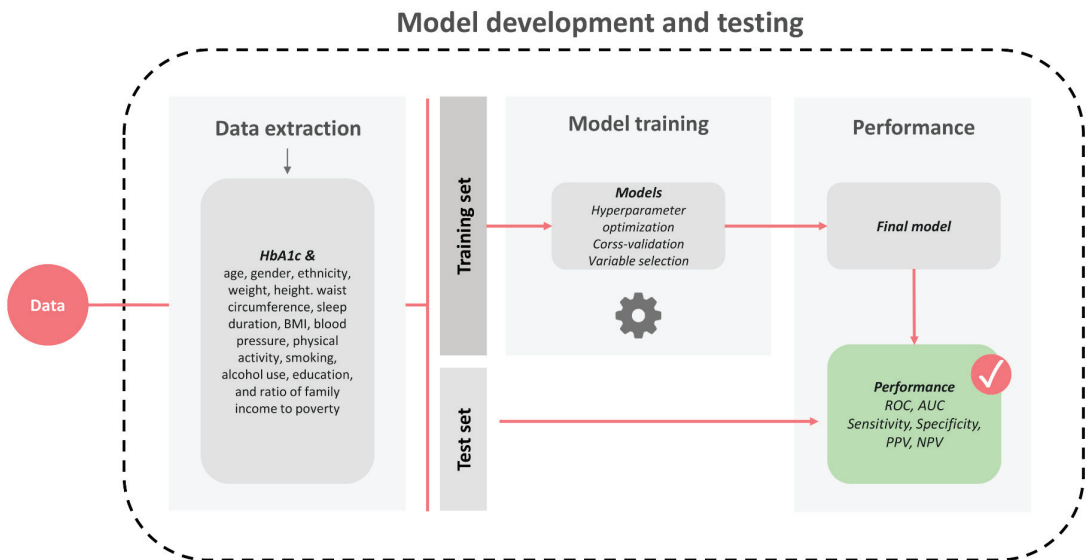 Model development and testing
Data
Data extraction
HbA1c &
age, gender, ethnicity,
weight, height. waist
circumference, sleep
duration, BMI, blood
pressure, physical
activity, smoking,
alcohol use, education,
and ratio of family
income to poverty
Training set
Test set
Model training
Models
Hyperparameter
optimization
Corss-validation
Variable selection
Performance
Final model
Performance
ROC, AUC
Sensitivity, Specificity,
PPV, NPV